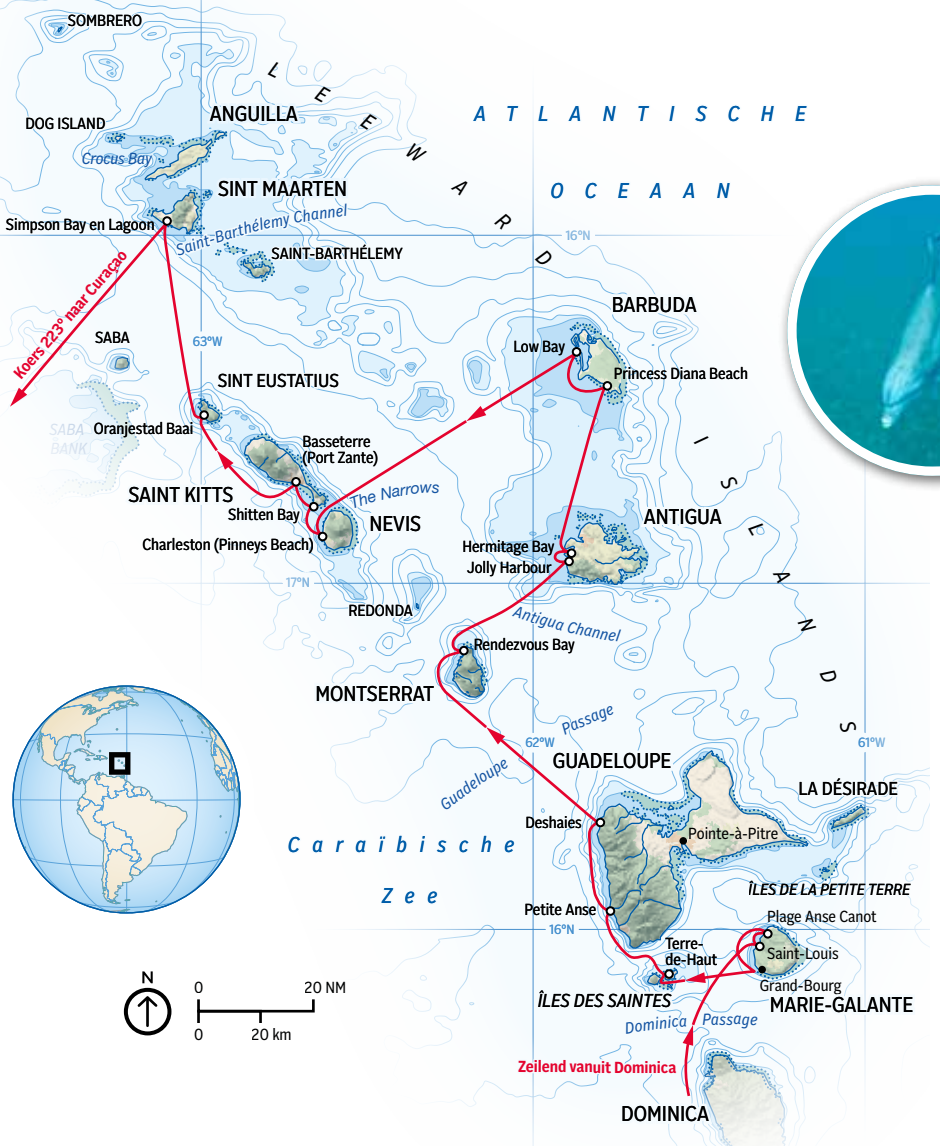 SOMBRERO
LEEWARD ISLANDS
ATLANTISCHE
OCEAAN
DOG ISLAND
ANGUILLA
Crocus Bay
SINT MAARTEN
Simpson Bay en Lagoon
Saint-Barthélemy Channel
16°N
SAINT-BARTHÉLEMY
Koers 223° naar Curaçao
BARBUDA
SABA
63°W
Low Bay
Princess Diana Beach
SINT EUSTATIUS
SABA
BANK
Oranjestad Baai
Basseterre
(Port Zante)
SAINT KITTS
The Narrows
Shitten Bay
NEVIS
ANTIGUA
Charleston (Pinneys Beach)
Hermitage Bay
Jolly Harbour
17°N
REDONDA
Antigua Channel
Rendezvous Bay
MONTSERRAT
Guadeloupe Passage
62°W
61°W
GUADELOUPE
LA DÉSIRADE
Deshaies
Pointe-à-Pitre
Caraïbische
Zee
ÎLES DE LA PETITE TERRE
Petite Anse
Plage Anse Canot
16°N
Terre-
de-Haut
Saint-Louis
Grand-Bourg
ÎLES DES SAINTES
MARIE-GALANTE
N
0 20 NM
0 20 km
Dominica Passage
Zeilend vanuit Dominica
DOMINICA